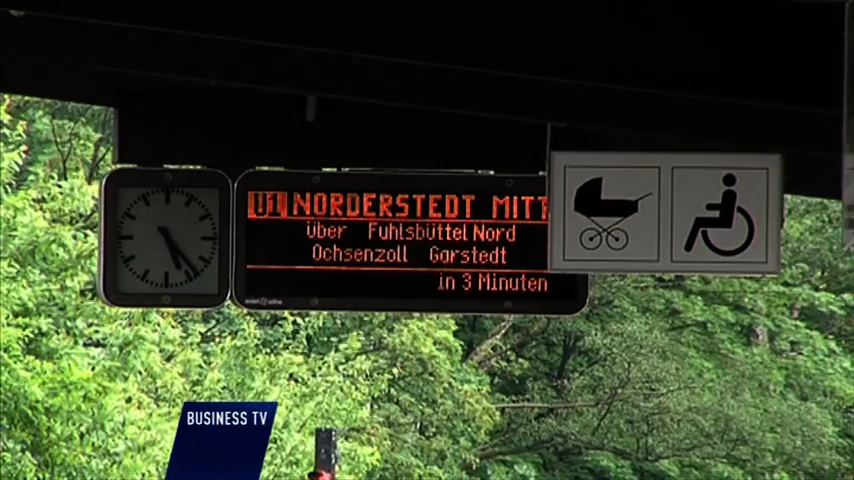 U1 NORDERSTEDT MITT
über Fuhlsbüttel Nord
Ochsenzoll Garstedt
in 3 Minuten
BUSINESS TV